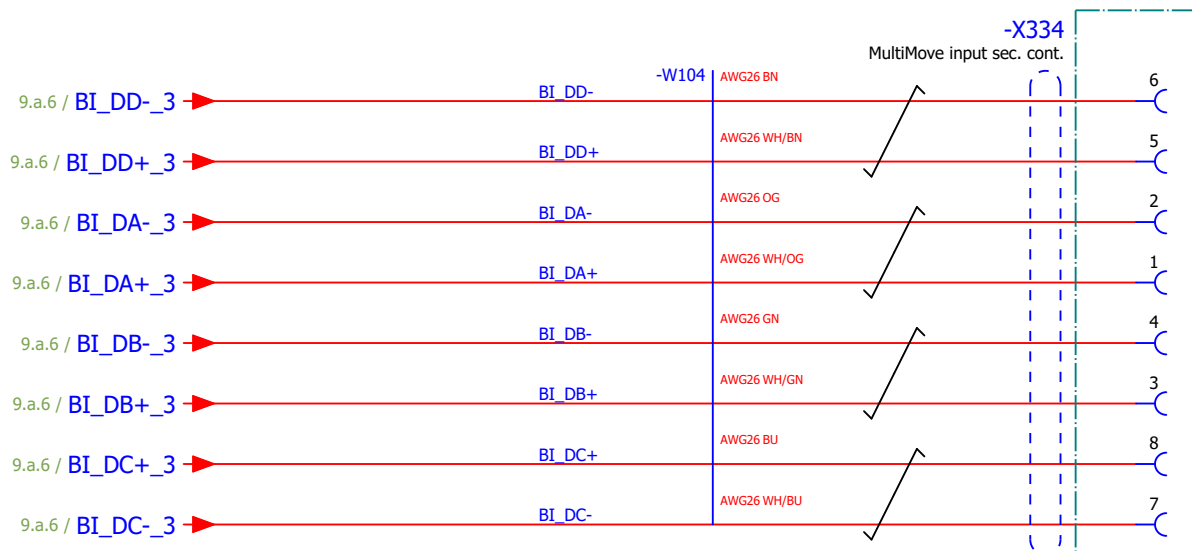 -X334
MultiMove input sec. cont.
-W104
9.a.6 / BI_DD-_3 BI_DD- AWG26 BN 6
9.a.6 / BI_DD+_3 BI_DD+ AWG26 WH/BN 5
9.a.6 / BI_DA-_3 BI_DA- AWG26 OG 2
9.a.6 / BI_DA+_3 BI_DA+ AWG26 WH/OG 1
9.a.6 / BI_DB-_3 BI_DB- AWG26 GN 4
9.a.6 / BI_DB+_3 BI_DB+ AWG26 WH/GN 3
9.a.6 / BI_DC+_3 BI_DC+ AWG26 BU 8
9.a.6 / BI_DC-_3 BI_DC- AWG26 WH/BU 7